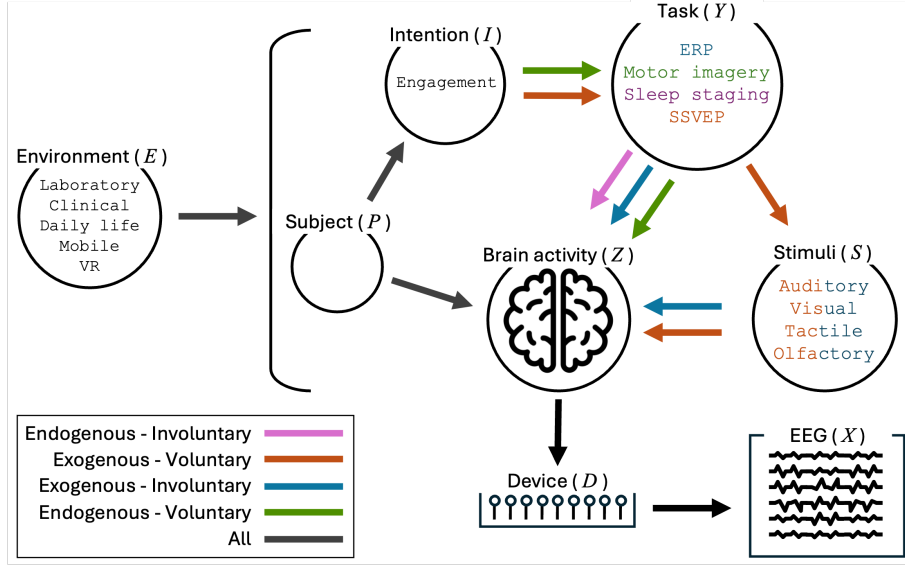 Task (Y)
ERP
Motor imagery
Sleep staging
SSVEP
Intention (I)
Engagement
Environment (E)
Laboratory
Clinical
Daily life
Mobile
VR
Subject (P)
Brain activity (Z)
Stimuli (S)
Auditory
Visual
Tactile
Olfactory
Endogenous - Involuntary
Exogenous - Voluntary
Exogenous - Involuntary
Endogenous - Voluntary
All
Device (D)
EEG (X)